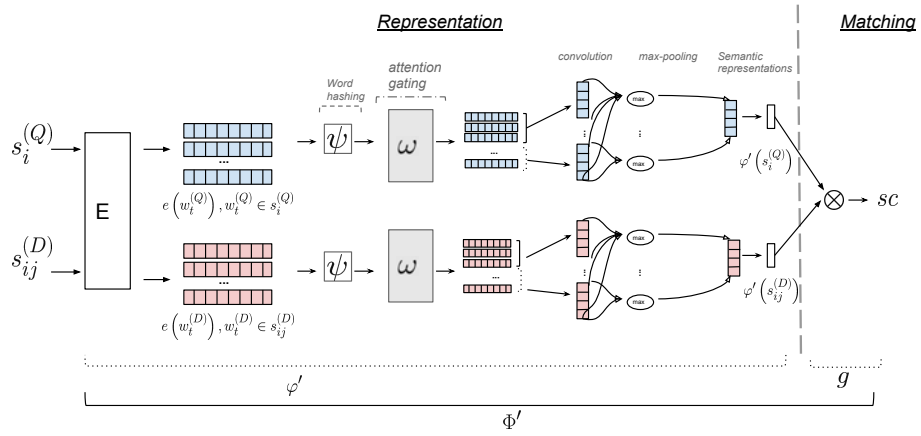 Representation
Matching
Word hashing
attention gating
convolution
max-pooling
Semantic representations
s_i^{(Q)}
E
...
e(w_t^{(Q)}), w_t^{(Q)} ∈ s_i^{(Q)}
ψ
ω
...
...
max
...
max
φ'(s_i^{(Q)})
⊗
sc
s_{ij}^{(D)}
...
e(w_t^{(D)}), w_t^{(D)} ∈ s_{ij}^{(D)}
ψ
ω
...
...
max
...
max
φ'(s_{ij}^{(D)})
φ'
g
Φ'